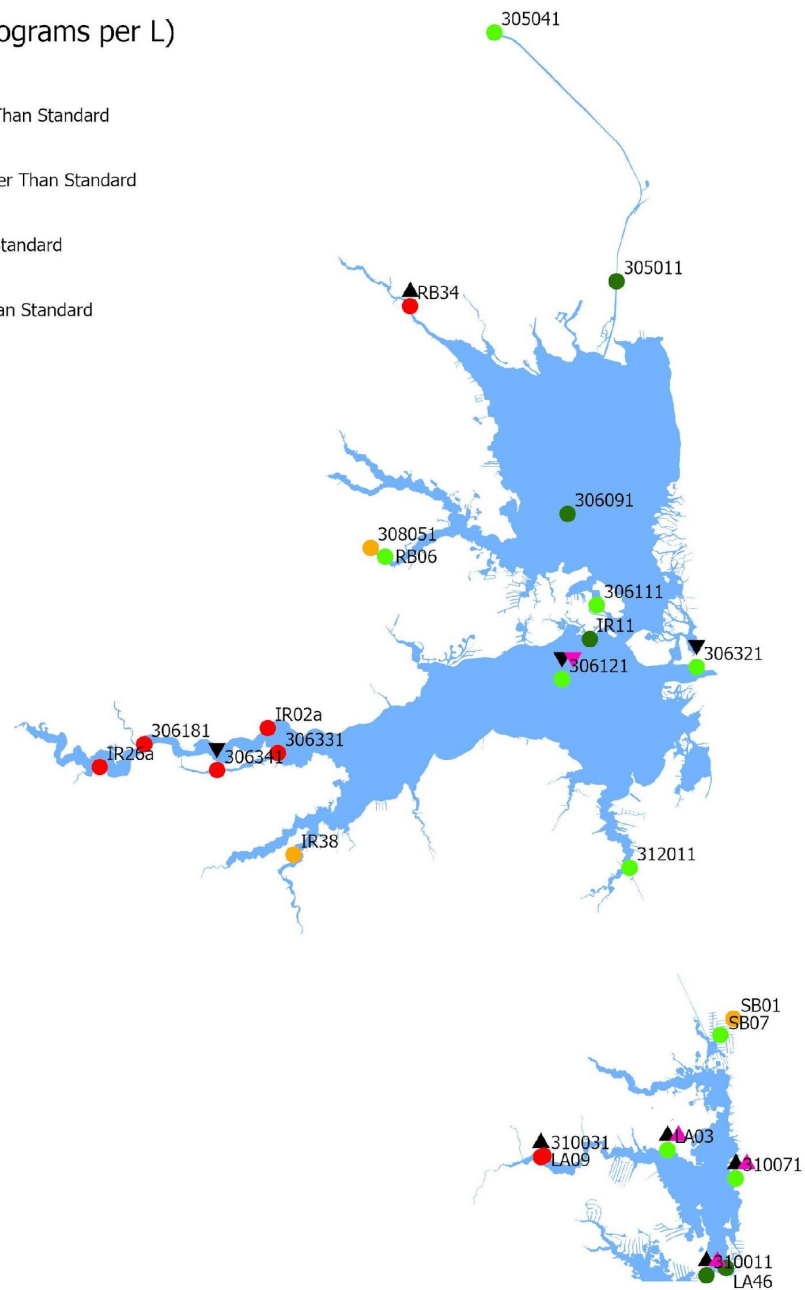 305041
ograms per L)
Than Standard
er Than Standard
tandard
305011
RB34
an Standard
306091
308051
RB06
306111
IR11
306321
306121
IR02a
306181
306331
IR26a
306341
IR38
312011
SB01
SB07
LA03
310031
LA09
310071
310011
LA46